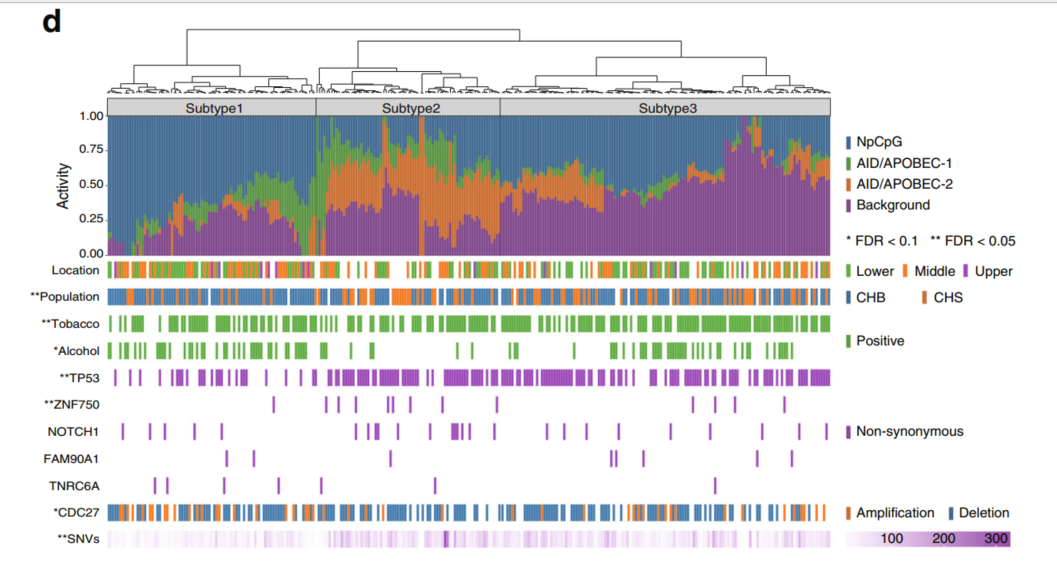 d
Subtype1 Subtype2 Subtype3
1.00
0.75
0.50
0.25
0.00
Activity
NpCpG
AID/APOBEC-1
AID/APOBEC-2
Background
* FDR < 0.1 ** FDR < 0.05
Location
Lower Middle Upper
**Population
CHB CHS
**Tobacco
*Alcohol
Positive
**TP53
**ZNF750
NOTCH1
Non-synonymous
FAM90A1
TNRC6A
*CDC27
Amplification Deletion
**SNVs
100 200 300